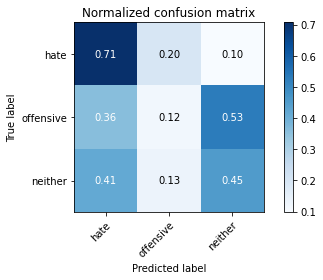 Normalized confusion matrix
True label
hate
0.71 0.20 0.10
offensive
0.36 0.12 0.53
neither
0.41 0.13 0.45
hate
offensive
neither
Predicted label
0.7
0.6
0.5
0.4
0.3
0.2
0.1